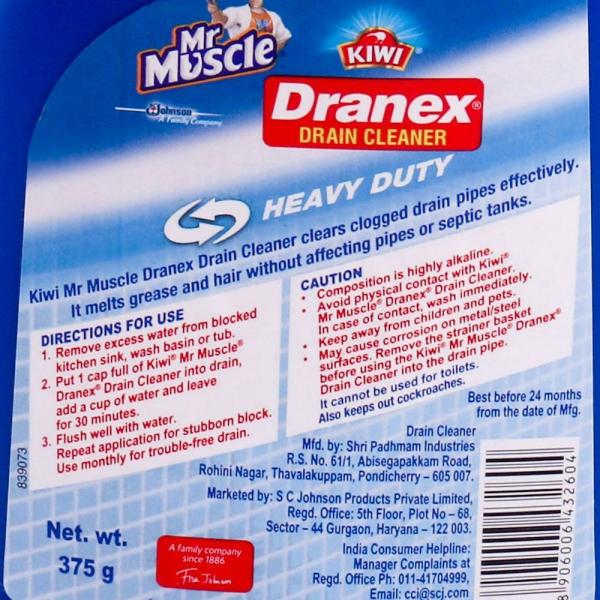 Mr
Muscle
KIWI®
Johnson
A Family Company
Dranex®
DRAIN CLEANER
HEAVY DUTY
Kiwi Mr Muscle Dranex Drain Cleaner clears clogged drain pipes effectively.
It melts grease and hair without affecting pipes or septic tanks.
DIRECTIONS FOR USE
1. Remove excess water from blocked
kitchen sink, wash basin or tub.
2. Put 1 cap full of Kiwi® Mr Muscle®
Dranex® Drain Cleaner into drain,
add a cup of water and leave
for 30 minutes.
3. Flush well with water.
Repeat application for stubborn block.
Use monthly for trouble-free drain.
CAUTION
• Composition is highly alkaline.
• Avoid physical contact with Kiwi®
Mr Muscle® Dranex® Drain Cleaner.
In case of contact, wash immediately.
• Keep away from children and pets.
• May cause corrosion on metal/steel
surfaces. Remove the strainer basket
before using the Kiwi® Mr Muscle® Dranex®
Drain Cleaner into the drain pipe.
It cannot be used for toilets.
Also keeps out cockroaches.
Best before 24 months
from the date of Mfg.
839073
Drain Cleaner
Mfd. by: Shri Padhmam Industries
R.S. No. 61/1, Abisegapakkam Road,
Rohini Nagar, Thavalakuppam, Pondicherry – 605 007.
Marketed by: S C Johnson Products Private Limited,
Regd. Office: 5th Floor, Plot No – 68,
Sector – 44 Gurgaon, Haryana – 122 003.
India Consumer Helpline:
Manager Complaints at
Regd. Office Ph: 011-41704999,
Email: cci@scj.com
Net. wt.
375 g
A family company
since 1886
Fisk Johnson
8906006432604